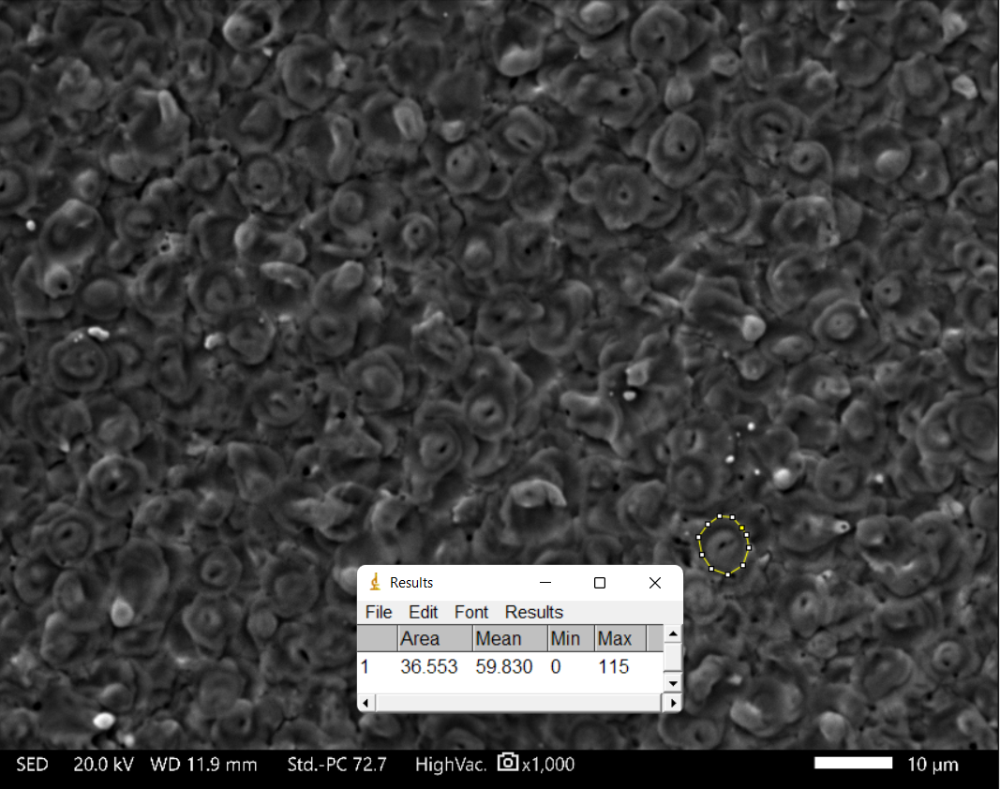 Results
File Edit Font Results
Area Mean Min Max
1 36.553 59.830 0 115
SED 20.0 kV WD 11.9 mm Std.-PC 72.7 HighVac. x1,000 10 µm